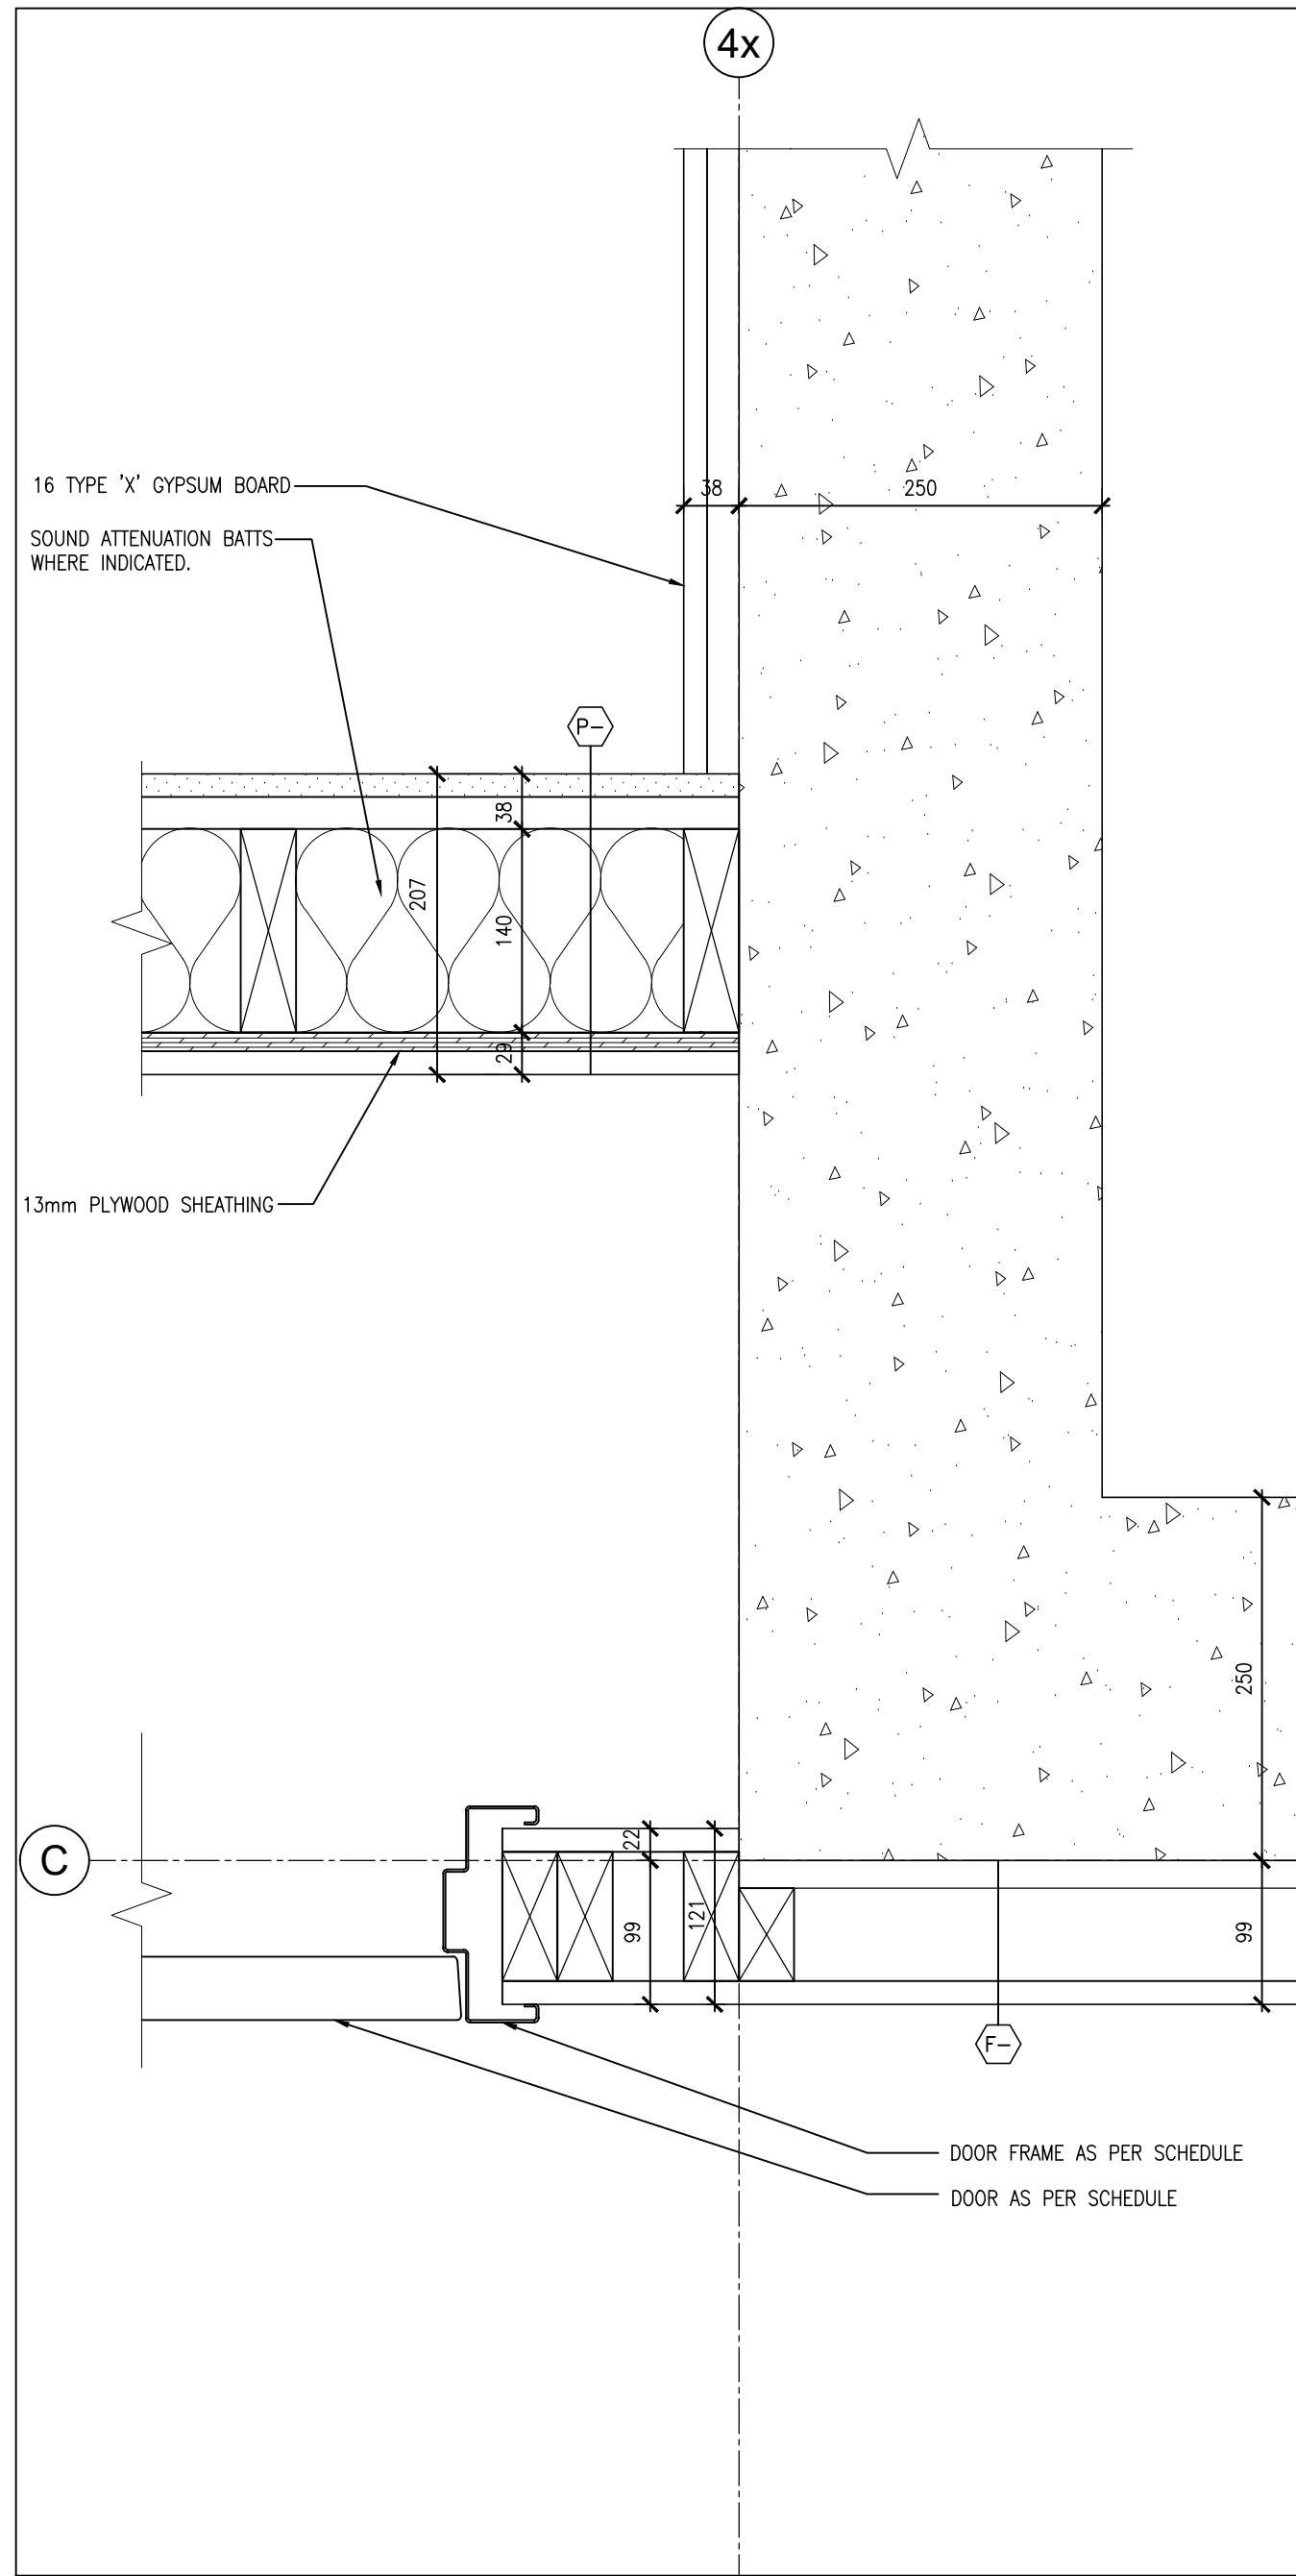 4x
16 TYPE 'X' GYPSUM BOARD
38
250
SOUND ATTENUATION BATTS
WHERE INDICATED.
P-
38
207
140
29
13mm PLYWOOD SHEATHING
250
22
C
121
99
99
F-
DOOR FRAME AS PER SCHEDULE
DOOR AS PER SCHEDULE